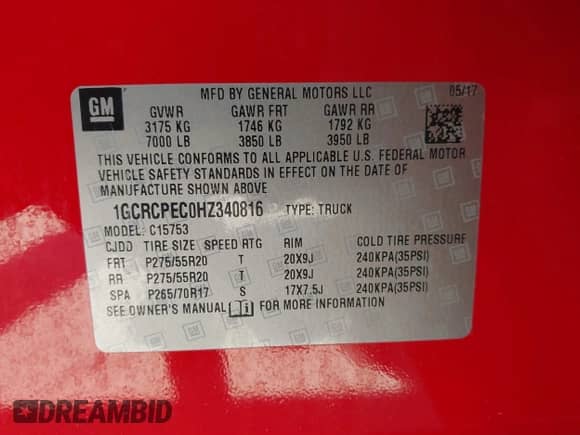 GM
MFD BY GENERAL MOTORS LLC 05/17
GVWR GAWR FRT GAWR RR
3175 KG 1746 KG 1792 KG
7000 LB 3850 LB 3950 LB
THIS VEHICLE CONFORMS TO ALL APPLICABLE U.S. FEDERAL MOTOR
VEHICLE SAFETY STANDARDS IN EFFECT ON THE DATE OF
MANUFACTURE SHOWN ABOVE
1GCRCPEC0HZ340816 TYPE: TRUCK
MODEL: C15753
CJDD TIRE SIZE SPEED RTG RIM COLD TIRE PRESSURE
FRT P275/55R20 T 20X9J 240KPA(35PSI)
RR P275/55R20 T 20X9J 240KPA(35PSI)
SPA P265/70R17 S 17X7.5J 240KPA(35PSI)
SEE OWNER'S MANUAL FOR MORE INFORMATION
DREAMBID